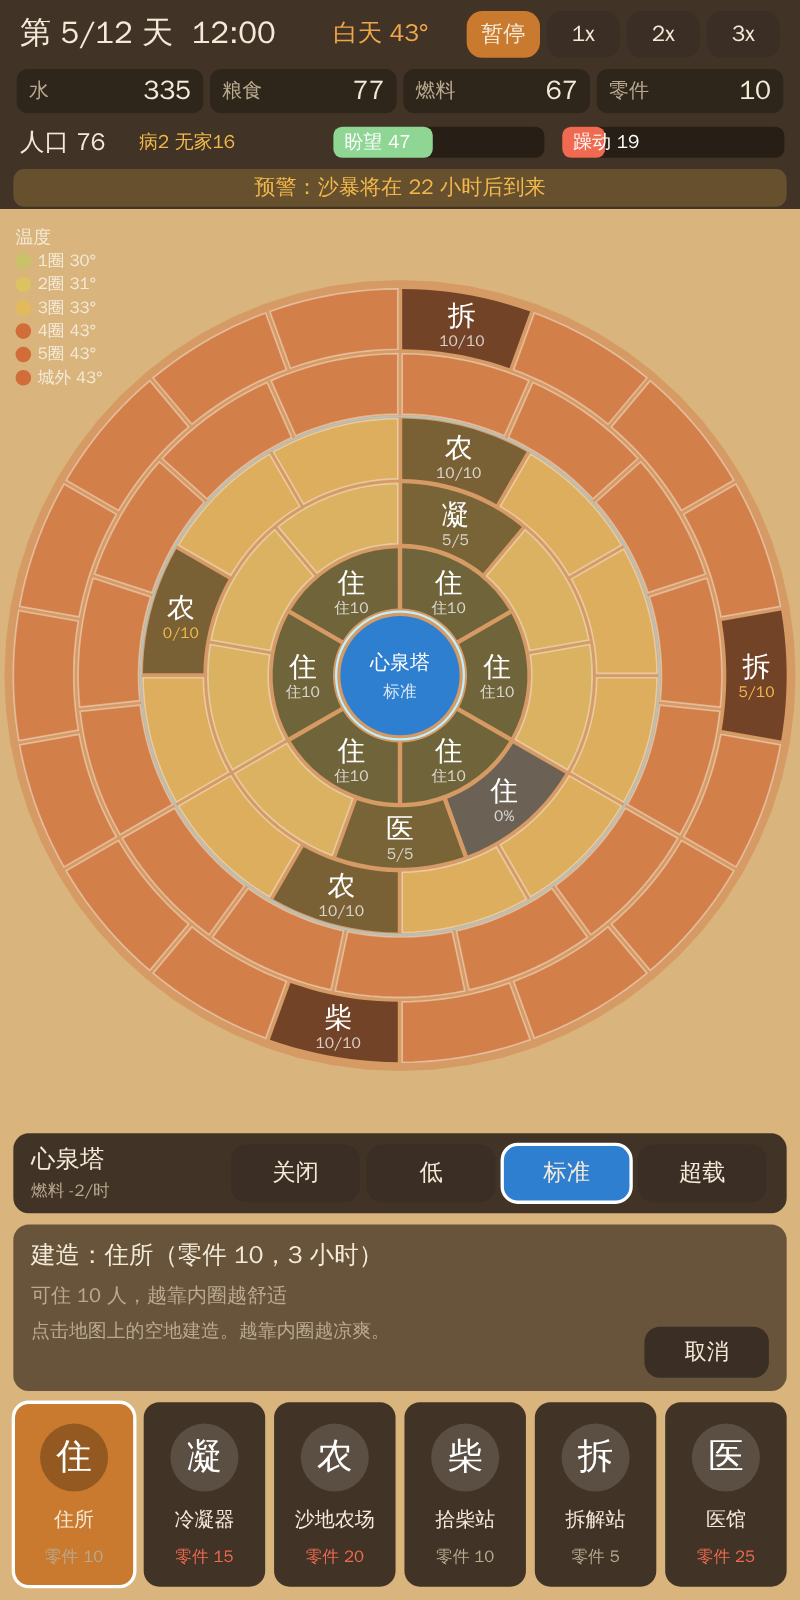 第 5/12 天 12:00 白天 43° 暂停 1x 2x 3x
水 335 粮食 77 燃料 67 零件 10
人口 76 病2 无家16 盼望 47 躁动 19
预警：沙暴将在 22 小时后到来
温度
1圈 30°
2圈 31°
3圈 33°
4圈 43°
5圈 43°
城外 43°
拆
10/10
农
10/10
凝
5/5
住
住10
住
住10
农
0/10
住
住10
心泉塔
标准
住
住10
拆
5/10
住
住10
住
住10
住
0%
医
5/5
农
10/10
柴
10/10
心泉塔
燃料 -2/时
关闭 低 标准 超载
建造：住所（零件 10，3 小时）
可住 10 人，越靠内圈越舒适
点击地图上的空地建造。越靠内圈越凉爽。
取消
住 凝 农 柴 拆 医
住所 冷凝器 沙地农场 拾柴站 拆解站 医馆
零件 10 零件 15 零件 20 零件 10 零件 5 零件 25